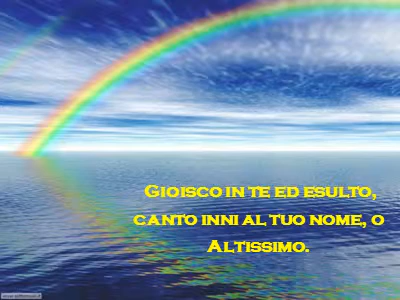 Gioisco in te ed esulto,
canto inni al tuo nome, o
Altissimo.